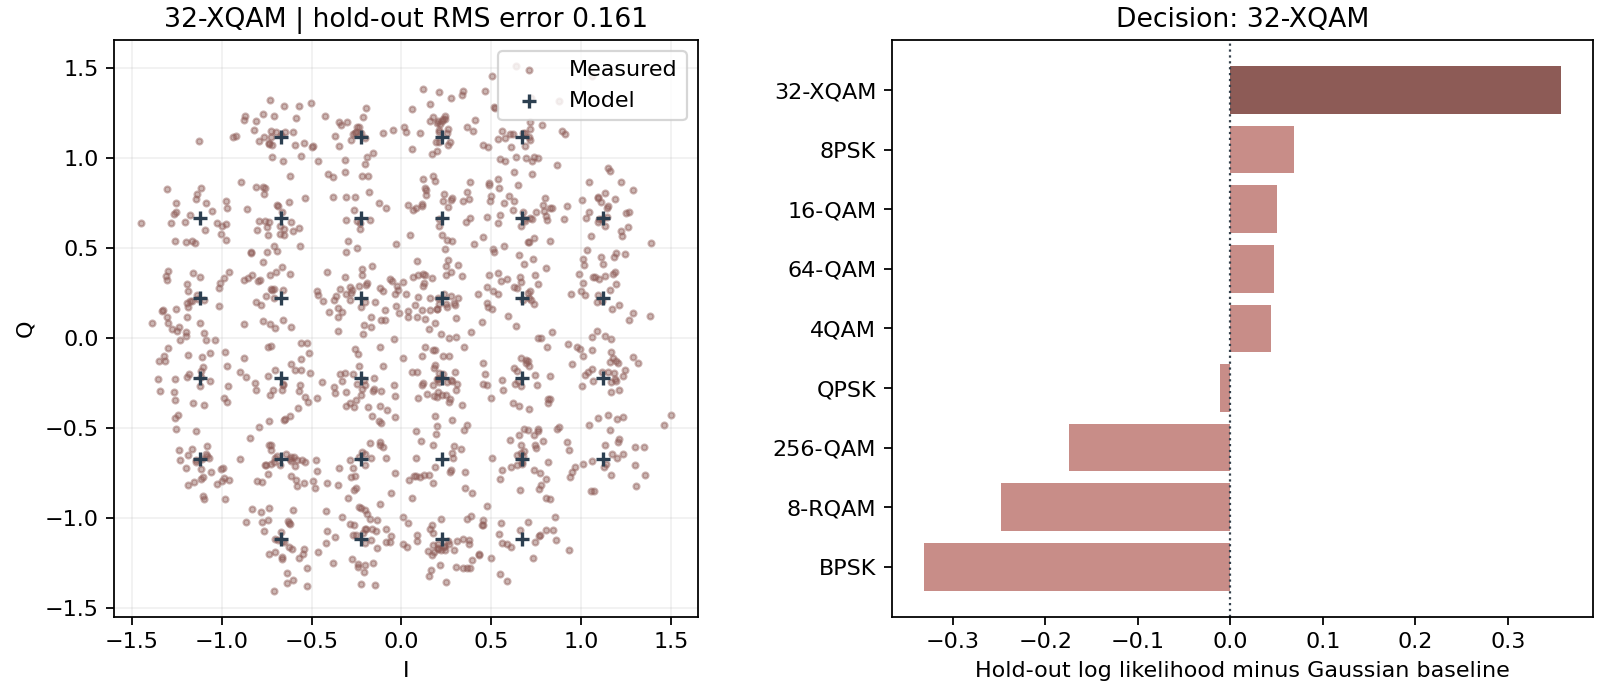 32-XQAM | hold-out RMS error 0.161
Measured
Model
1.5
1.0
0.5
0.0
−0.5
−1.0
−1.5
Q
−1.5 −1.0 −0.5 0.0 0.5 1.0 1.5
I
Decision: 32-XQAM
32-XQAM
8PSK
16-QAM
64-QAM
4QAM
QPSK
256-QAM
8-RQAM
BPSK
−0.3 −0.2 −0.1 0.0 0.1 0.2 0.3
Hold-out log likelihood minus Gaussian baseline